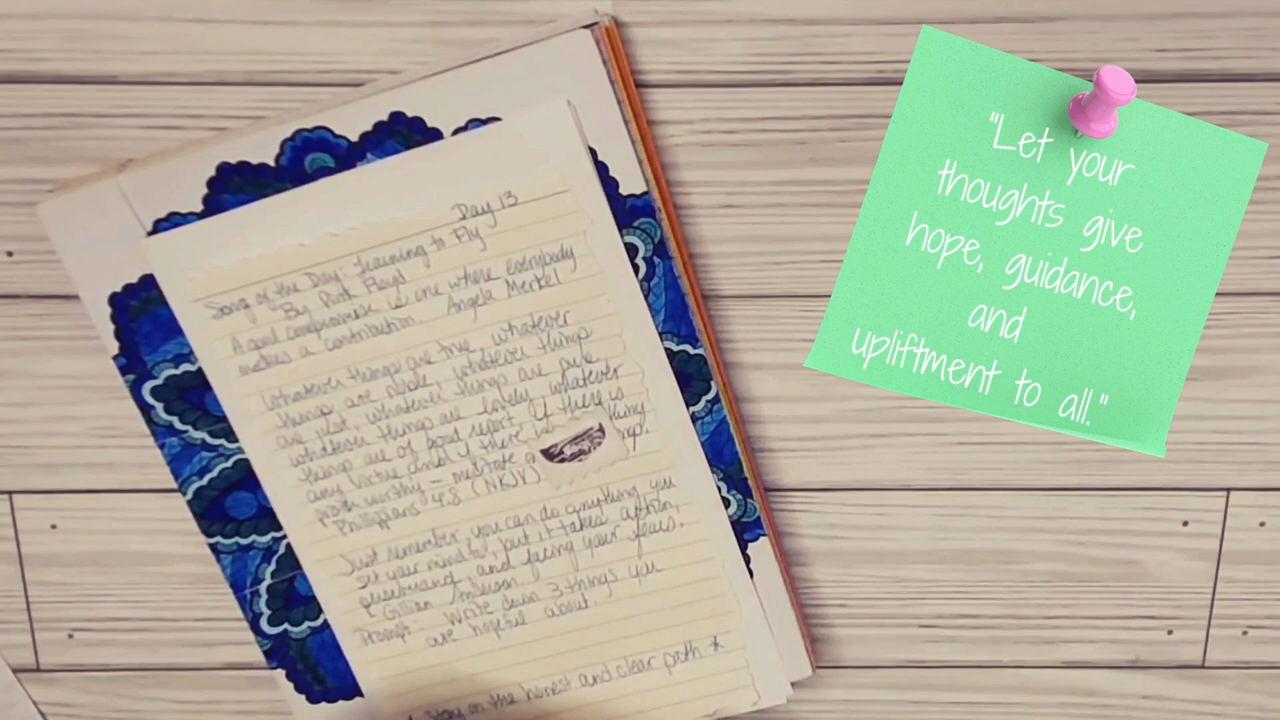 Day 13
Song of the Day: Learning to Fly
By Pink Floyd
A good compromise is one where everybody
makes a contribution. Angela Merkel
Whatever things are true, whatever
things are noble, whatever things
are just, whatever things are pure
whatever things are lovely, whatever
things are of good report, if there is
any virtue and if there is thing
praise worthy – meditate
Philippians 4:8 (NKJV)
Just remember, you can do anything you
set your mind to, but it takes action,
perseverance and facing your fears.
Gillian Anderson.
Prompt: Write down 3 things you
are hopeful about.
Stay on the honest and clear path *
"Let your
thoughts give
hope, guidance,
and
upliftment to all."